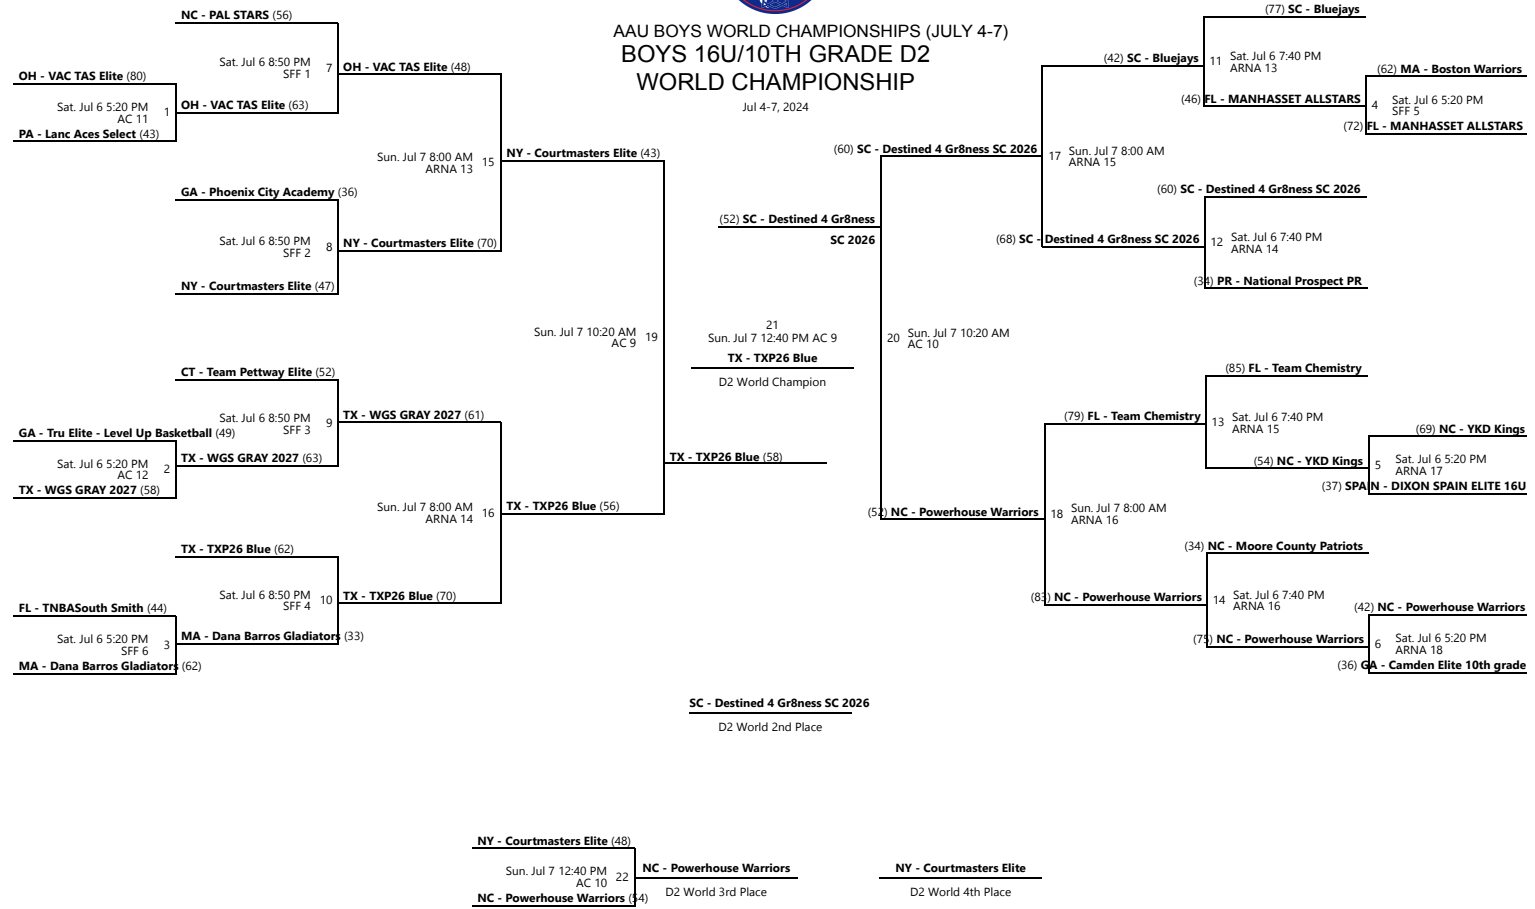 AAU BOYS WORLD CHAMPIONSHIPS (JULY 4-7)
BOYS 16U/10TH GRADE D2
WORLD CHAMPIONSHIP
Jul 4-7, 2024
NC - PAL STARS (56)
Sat. Jul 6 8:50 PM 7
SFF 1
OH - VAC TAS Elite (48)
OH - VAC TAS Elite (80)
Sat. Jul 6 5:20 PM 1
AC 11
OH - VAC TAS Elite (63)
PA - Lanc Aces Select (43)
Sun. Jul 7 8:00 AM 15
ARNA 13
NY - Courtmasters Elite (43)
GA - Phoenix City Academy (36)
Sat. Jul 6 8:50 PM 8
SFF 2
NY - Courtmasters Elite (70)
NY - Courtmasters Elite (47)
Sun. Jul 7 10:20 AM 19
AC 9
CT - Team Pettway Elite (52)
Sat. Jul 6 8:50 PM 9
SFF 3
TX - WGS GRAY 2027 (61)
GA - Tru Elite - Level Up Basketball (49)
Sat. Jul 6 5:20 PM 2
AC 12
TX - WGS GRAY 2027 (63)
TX - WGS GRAY 2027 (58)
TX - TXP26 Blue (58)
Sun. Jul 7 8:00 AM 16
ARNA 14
TX - TXP26 Blue (56)
TX - TXP26 Blue (62)
Sat. Jul 6 8:50 PM 10
SFF 4
TX - TXP26 Blue (70)
FL - TNBASouth Smith (44)
Sat. Jul 6 5:20 PM 3
SFF 6
MA - Dana Barros Gladiators (33)
MA - Dana Barros Gladiators (62)
(52) SC - Destined 4 Gr8ness
SC 2026
21
Sun. Jul 7 12:40 PM AC 9
TX - TXP26 Blue
D2 World Champion
(77) SC - Bluejays
11 Sat. Jul 6 7:40 PM
ARNA 13
(42) SC - Bluejays
(62) MA - Boston Warriors
4 Sat. Jul 6 5:20 PM
SFF 5
(46) FL - MANHASSET ALLSTARS
(72) FL - MANHASSET ALLSTARS
(60) SC - Destined 4 Gr8ness SC 2026
17 Sun. Jul 7 8:00 AM
ARNA 15
(60) SC - Destined 4 Gr8ness SC 2026
12 Sat. Jul 6 7:40 PM
ARNA 14
(68) SC - Destined 4 Gr8ness SC 2026
(34) PR - National Prospect PR
20 Sun. Jul 7 10:20 AM
AC 10
(85) FL - Team Chemistry
(79) FL - Team Chemistry
13 Sat. Jul 6 7:40 PM
ARNA 15
(69) NC - YKD Kings
(54) NC - YKD Kings
5 Sat. Jul 6 5:20 PM
ARNA 17
(37) SPAIN - DIXON SPAIN ELITE 16U
(52) NC - Powerhouse Warriors
18 Sun. Jul 7 8:00 AM
ARNA 16
(34) NC - Moore County Patriots
(83) NC - Powerhouse Warriors
14 Sat. Jul 6 7:40 PM
ARNA 16
(42) NC - Powerhouse Warriors
(75) NC - Powerhouse Warriors
6 Sat. Jul 6 5:20 PM
ARNA 18
(36) GA - Camden Elite 10th grade
SC - Destined 4 Gr8ness SC 2026
D2 World 2nd Place
NY - Courtmasters Elite (48)
Sun. Jul 7 12:40 PM 22
AC 10
NC - Powerhouse Warriors (54)
NC - Powerhouse Warriors
D2 World 3rd Place
NY - Courtmasters Elite
D2 World 4th Place